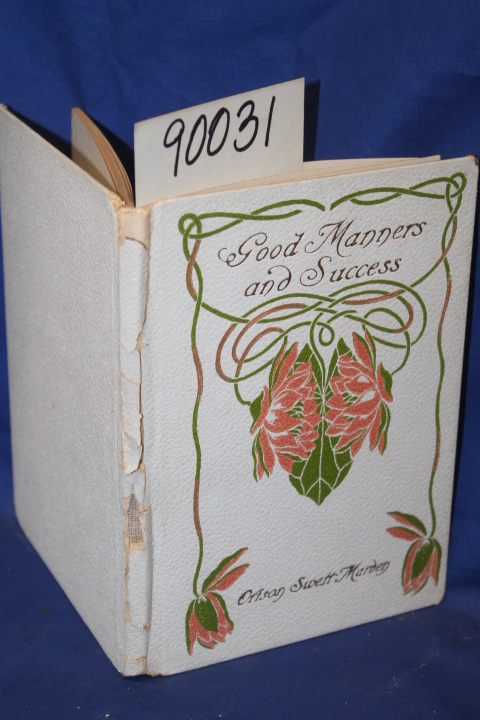 90031
Good Manners
and Success
Orison Swett Marden